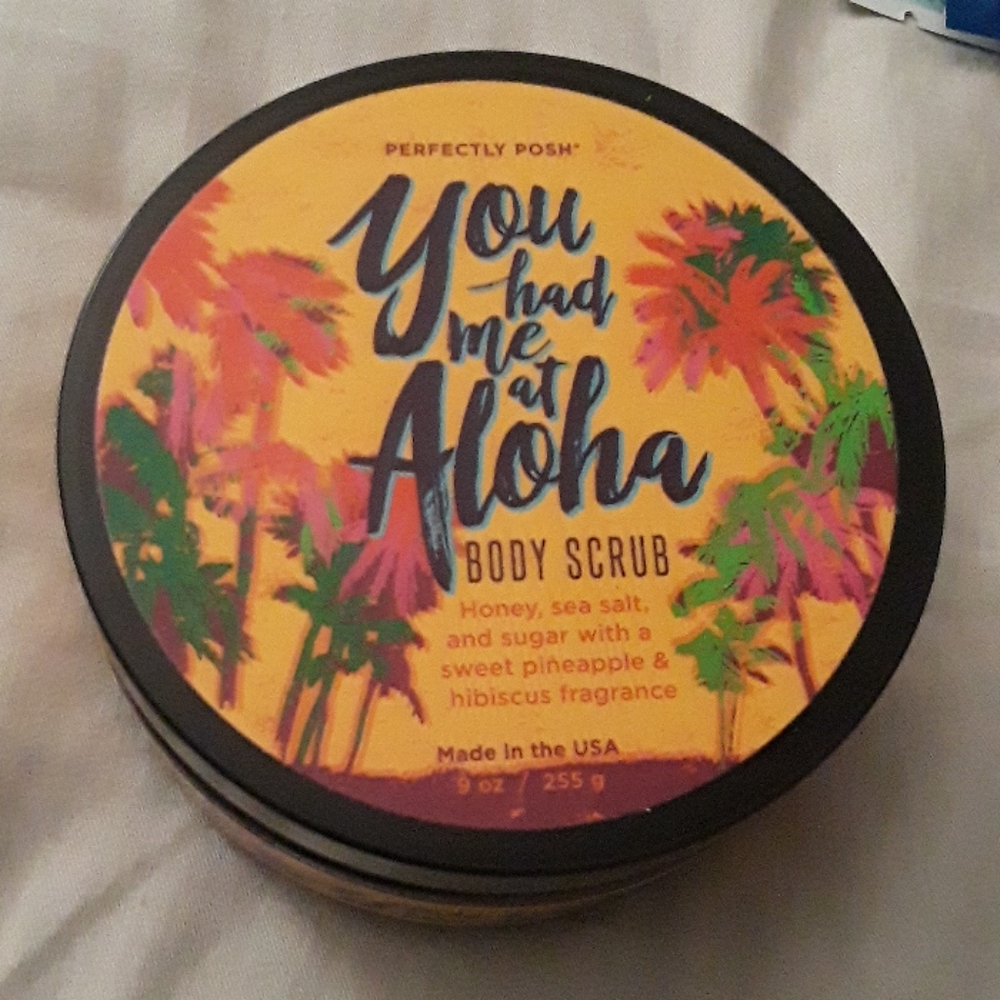 PERFECTLY POSH®
You
had
me
at
Aloha
BODY SCRUB
Honey, sea salt,
and sugar with a
sweet pineapple &
hibiscus fragrance
Made in the USA
9 oz / 255 g